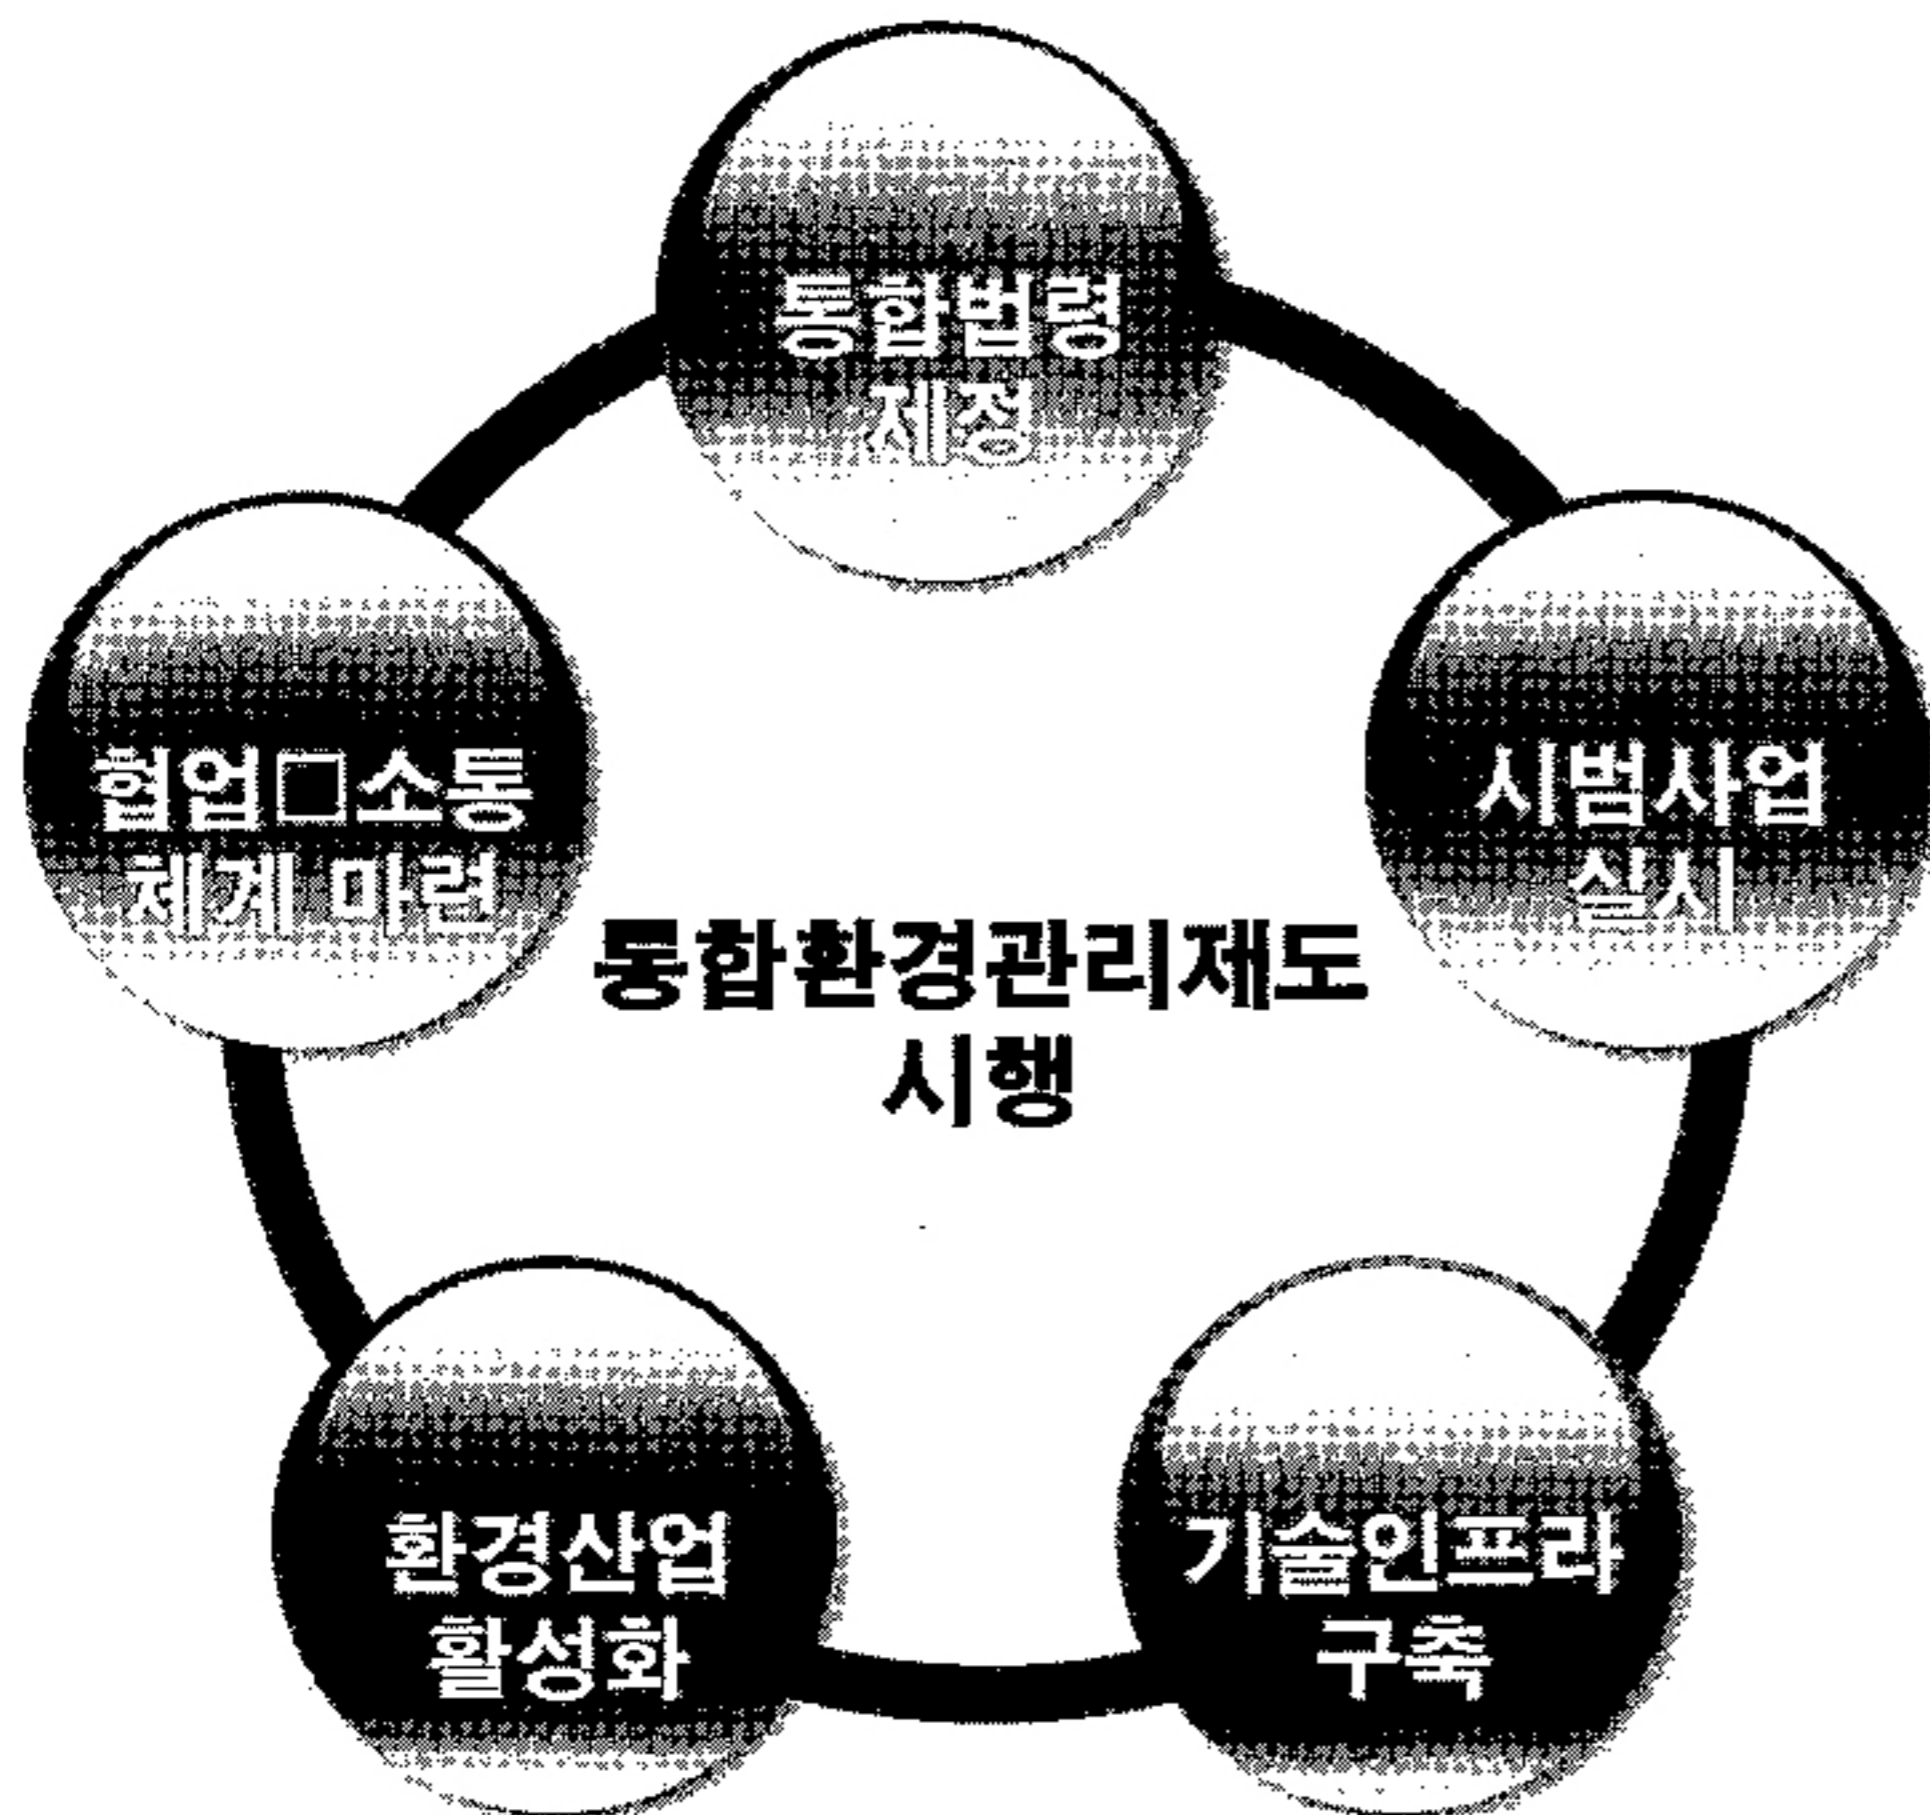 통합법령
제정
협업□소통
체계 마련
시범사업
실시
통합환경관리제도
시행
환경산업
활성화
기술인프라
구축